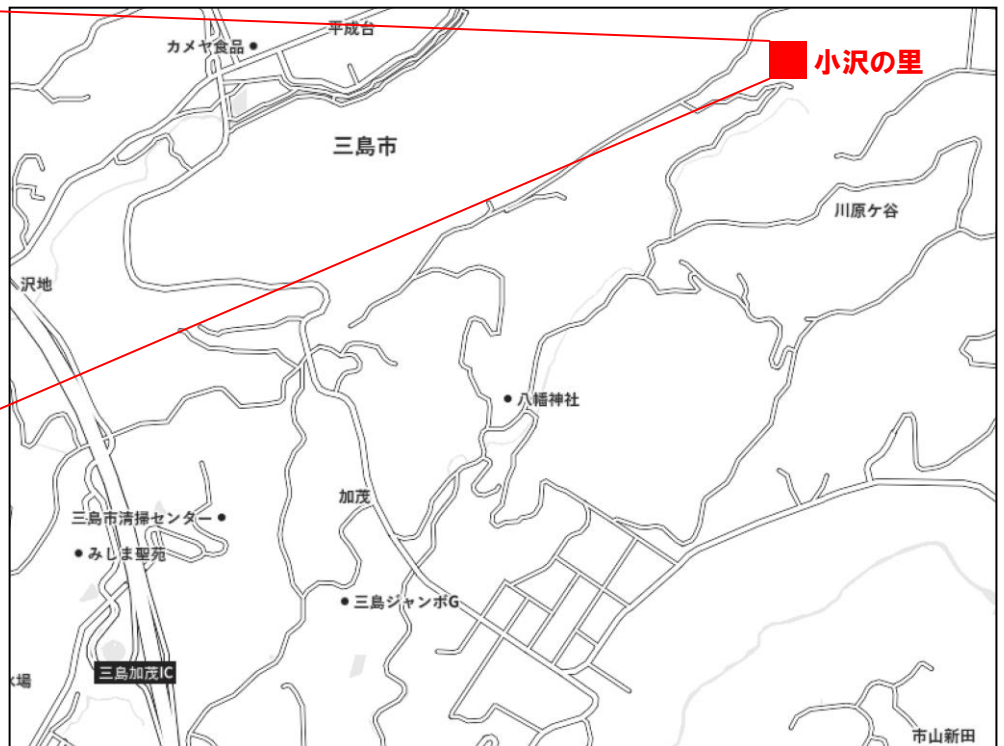 平成台
カメヤ食品
小沢の里
三島市
川原ケ谷
沢地
八幡神社
加茂
三島市清掃センター
みしま聖苑
三島ジャンボG
三島加茂IC
場
市山新田